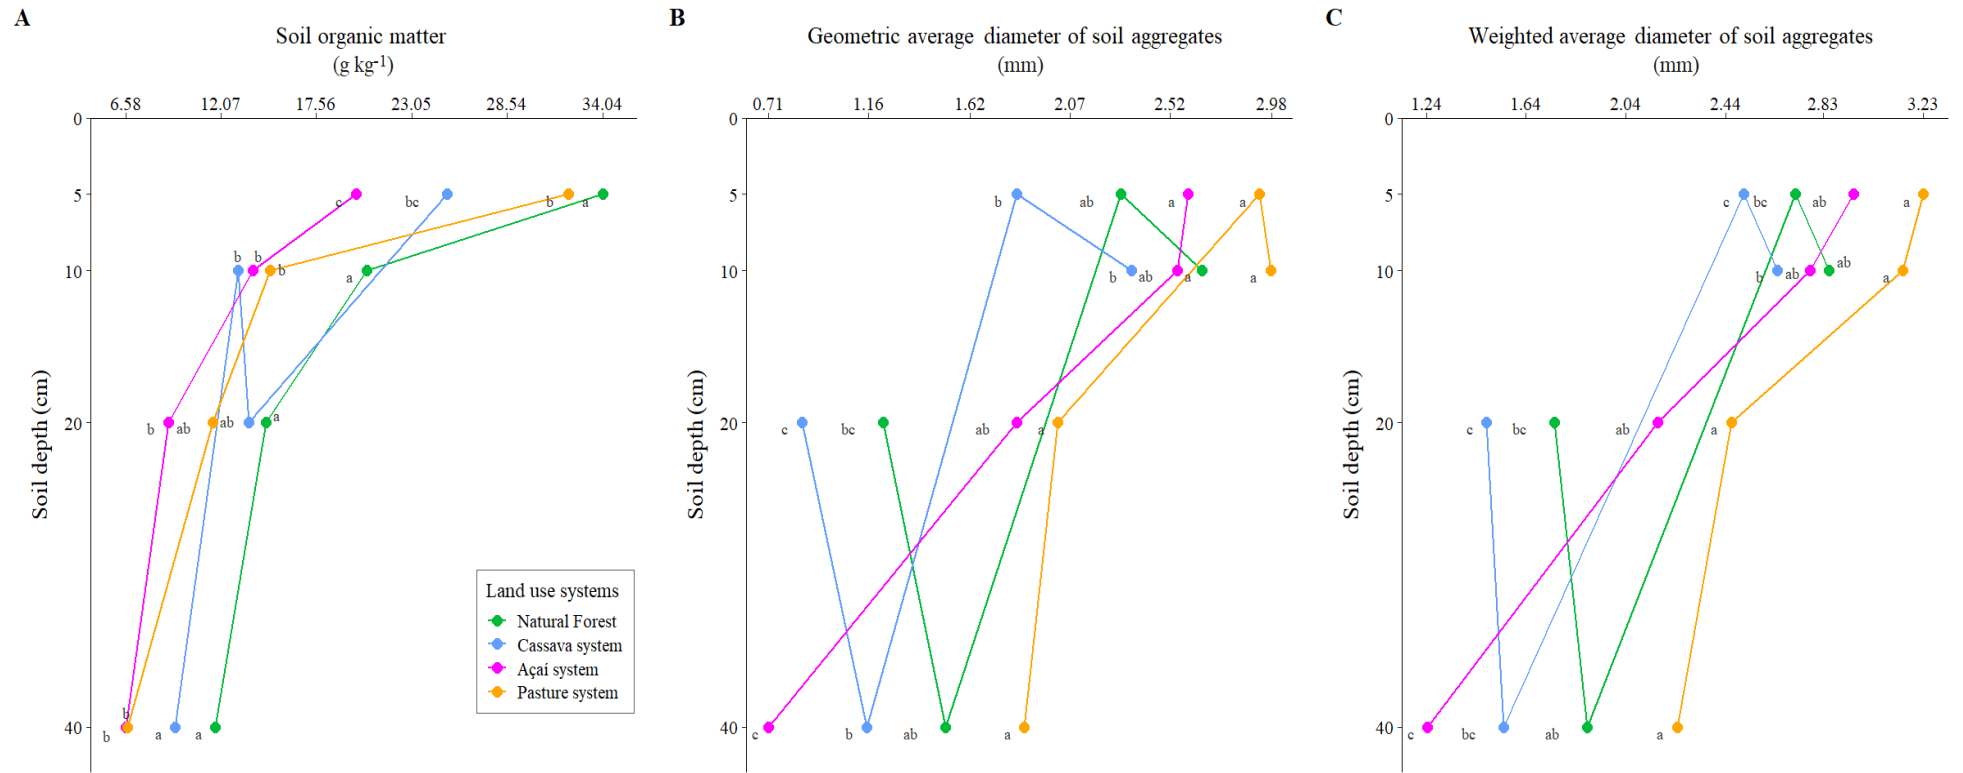 A
Soil organic matter
(g kg-1)
6.58 12.07 17.56 23.05 28.54 34.04
0
5
10
20
40
Soil depth (cm)
c bc b a
b b b a
b ab ab a
b b a a
Land use systems
Natural Forest
Cassava system
Açaí system
Pasture system
B
Geometric average diameter of soil aggregates
(mm)
0.71 1.16 1.62 2.07 2.52 2.98
0
5
10
20
40
Soil depth (cm)
b ab a a
b ab a a
c bc ab a
c b ab a
C
Weighted average diameter of soil aggregates
(mm)
1.24 1.64 2.04 2.44 2.83 3.23
0
5
10
20
40
Soil depth (cm)
c bc ab a
b ab ab a
c bc ab a
c bc ab a